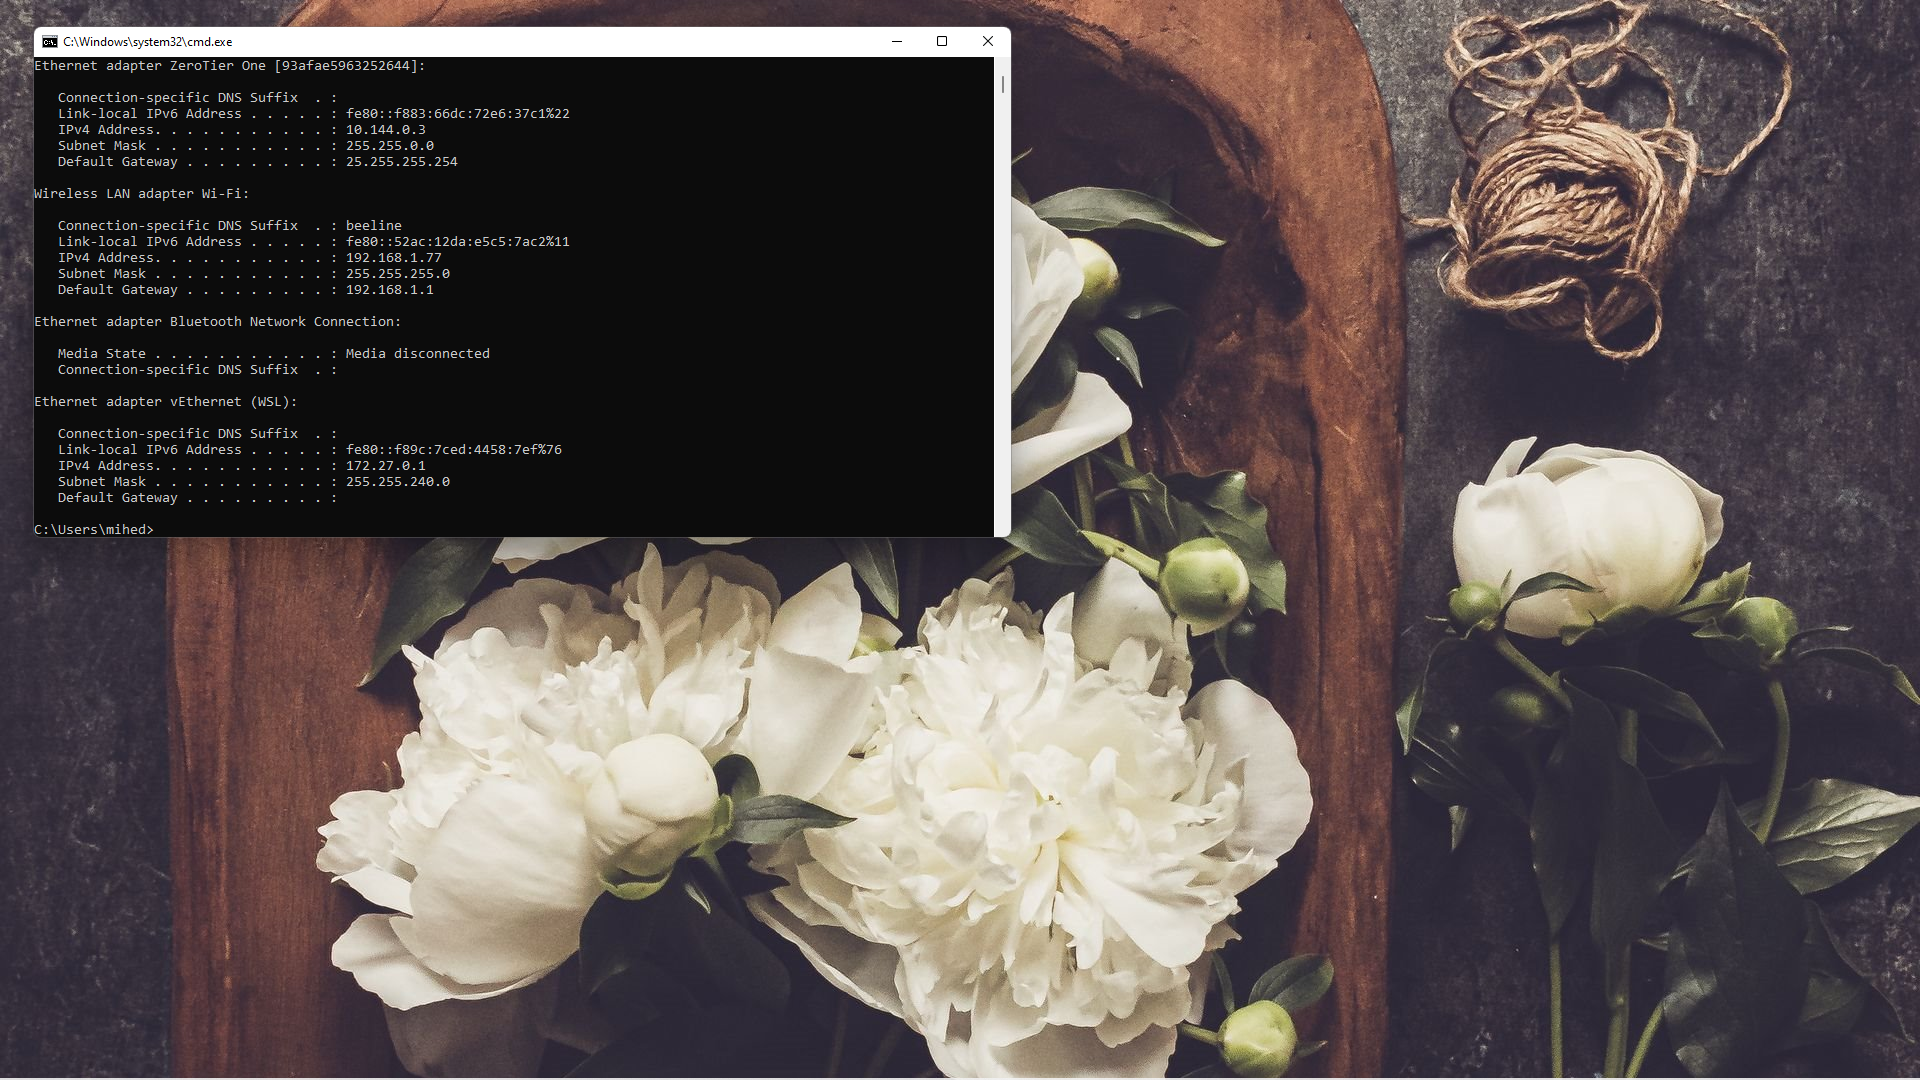 C:\Windows\system32\cmd.exe
Ethernet adapter ZeroTier One [93afae5963252644]:
Connection-specific DNS Suffix  . :
Link-local IPv6 Address . . . . . : fe80::f883:66dc:72e6:37c1%22
IPv4 Address. . . . . . . . . . . : 10.144.0.3
Subnet Mask . . . . . . . . . . . : 255.255.0.0
Default Gateway . . . . . . . . . : 25.255.255.254
Wireless LAN adapter Wi-Fi:
Connection-specific DNS Suffix  . : beeline
Link-local IPv6 Address . . . . . : fe80::52ac:12da:e5c5:7ac2%11
IPv4 Address. . . . . . . . . . . : 192.168.1.77
Subnet Mask . . . . . . . . . . . : 255.255.255.0
Default Gateway . . . . . . . . . : 192.168.1.1
Ethernet adapter Bluetooth Network Connection:
Media State . . . . . . . . . . . : Media disconnected
Connection-specific DNS Suffix  . :
Ethernet adapter vEthernet (WSL):
Connection-specific DNS Suffix  . :
Link-local IPv6 Address . . . . . : fe80::f89c:7ced:4458:7ef%76
IPv4 Address. . . . . . . . . . . : 172.27.0.1
Subnet Mask . . . . . . . . . . . : 255.255.240.0
Default Gateway . . . . . . . . . :
C:\Users\mihed>